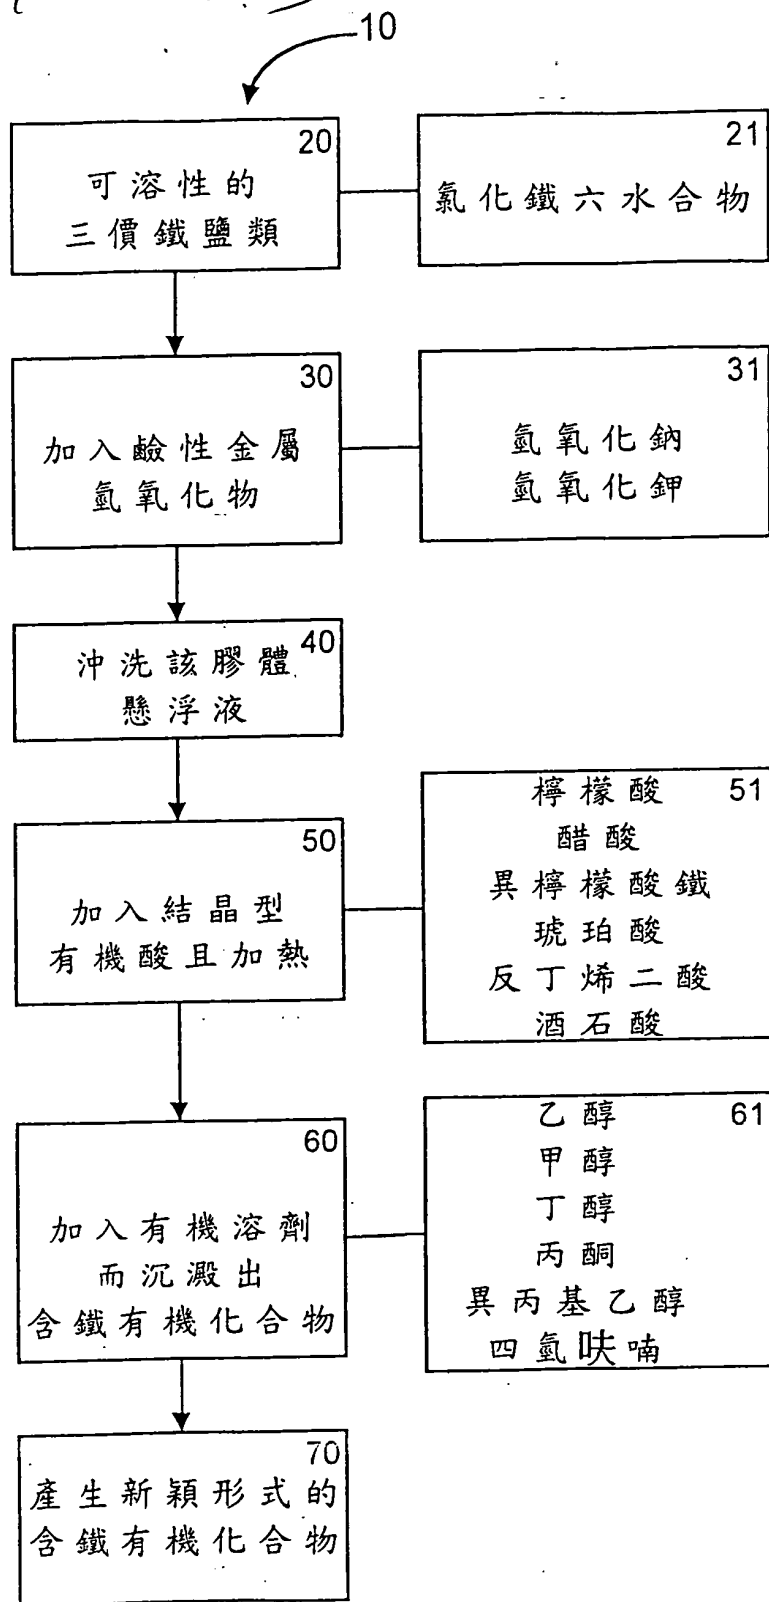 10
20
可溶性的
三價鐵鹽類
21
氯化鐵六水合物
30
加入鹼性金屬
氫氧化物
31
氫氧化鈉
氫氧化鉀
40
沖洗該膠體
懸浮液
50
加入結晶型
有機酸且加熱
51
檸檬酸
醋酸
異檸檬酸鐵
琥珀酸
反丁烯二酸
酒石酸
60
加入有機溶劑
而沉澱出
含鐵有機化合物
61
乙醇
甲醇
丁醇
丙酮
異丙基乙醇
四氫呋喃
70
產生新穎形式的
含鐵有機化合物